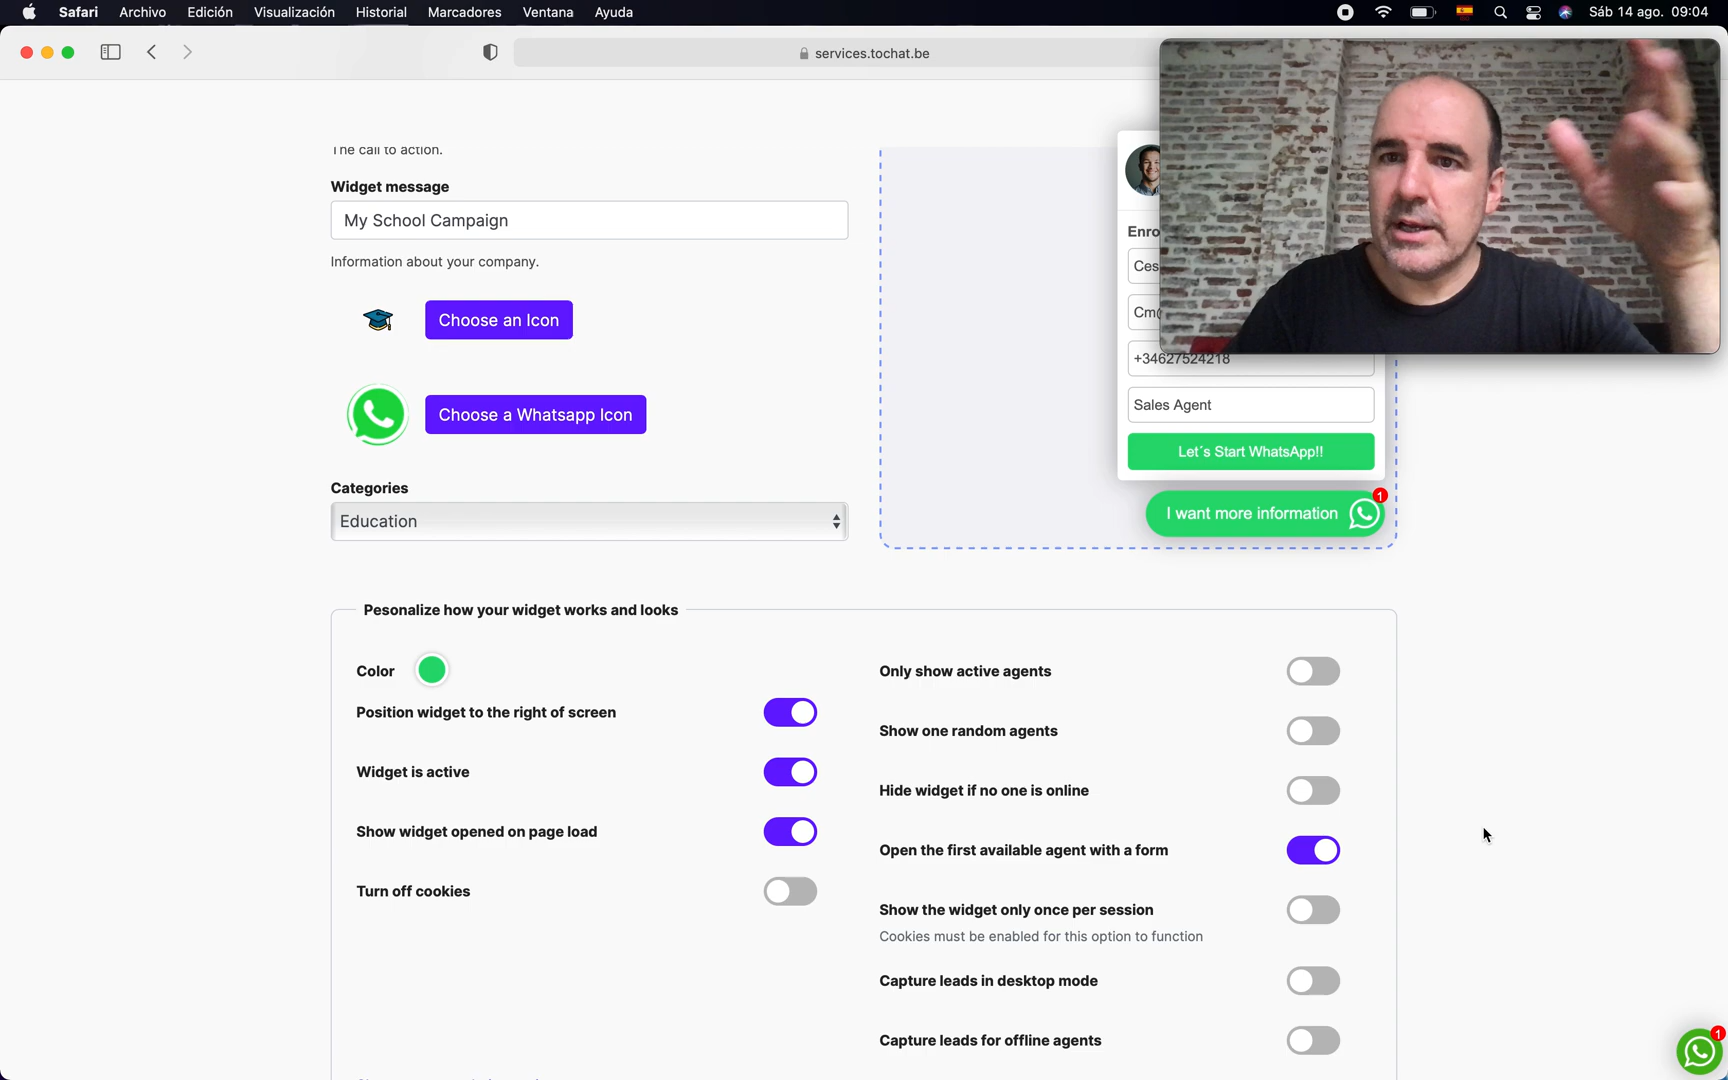 Safari Archivo Edición Visualización Historial Marcadores Ventana Ayuda Sáb 14 ago. 09:04
services.tochat.be
The call to action.
Widget message
My School Campaign
Information about your company.
Choose an Icon
Choose a Whatsapp Icon
Categories
Education
Enro
Ces
Cm
+34627524218
Sales Agent
Let´s Start WhatsApp!!
I want more information
1
Pesonalize how your widget works and looks
Color
Position widget to the right of screen
Widget is active
Show widget opened on page load
Turn off cookies
Only show active agents
Show one random agents
Hide widget if no one is online
Open the first available agent with a form
Show the widget only once per session
Cookies must be enabled for this option to function
Capture leads in desktop mode
Capture leads for offline agents
1